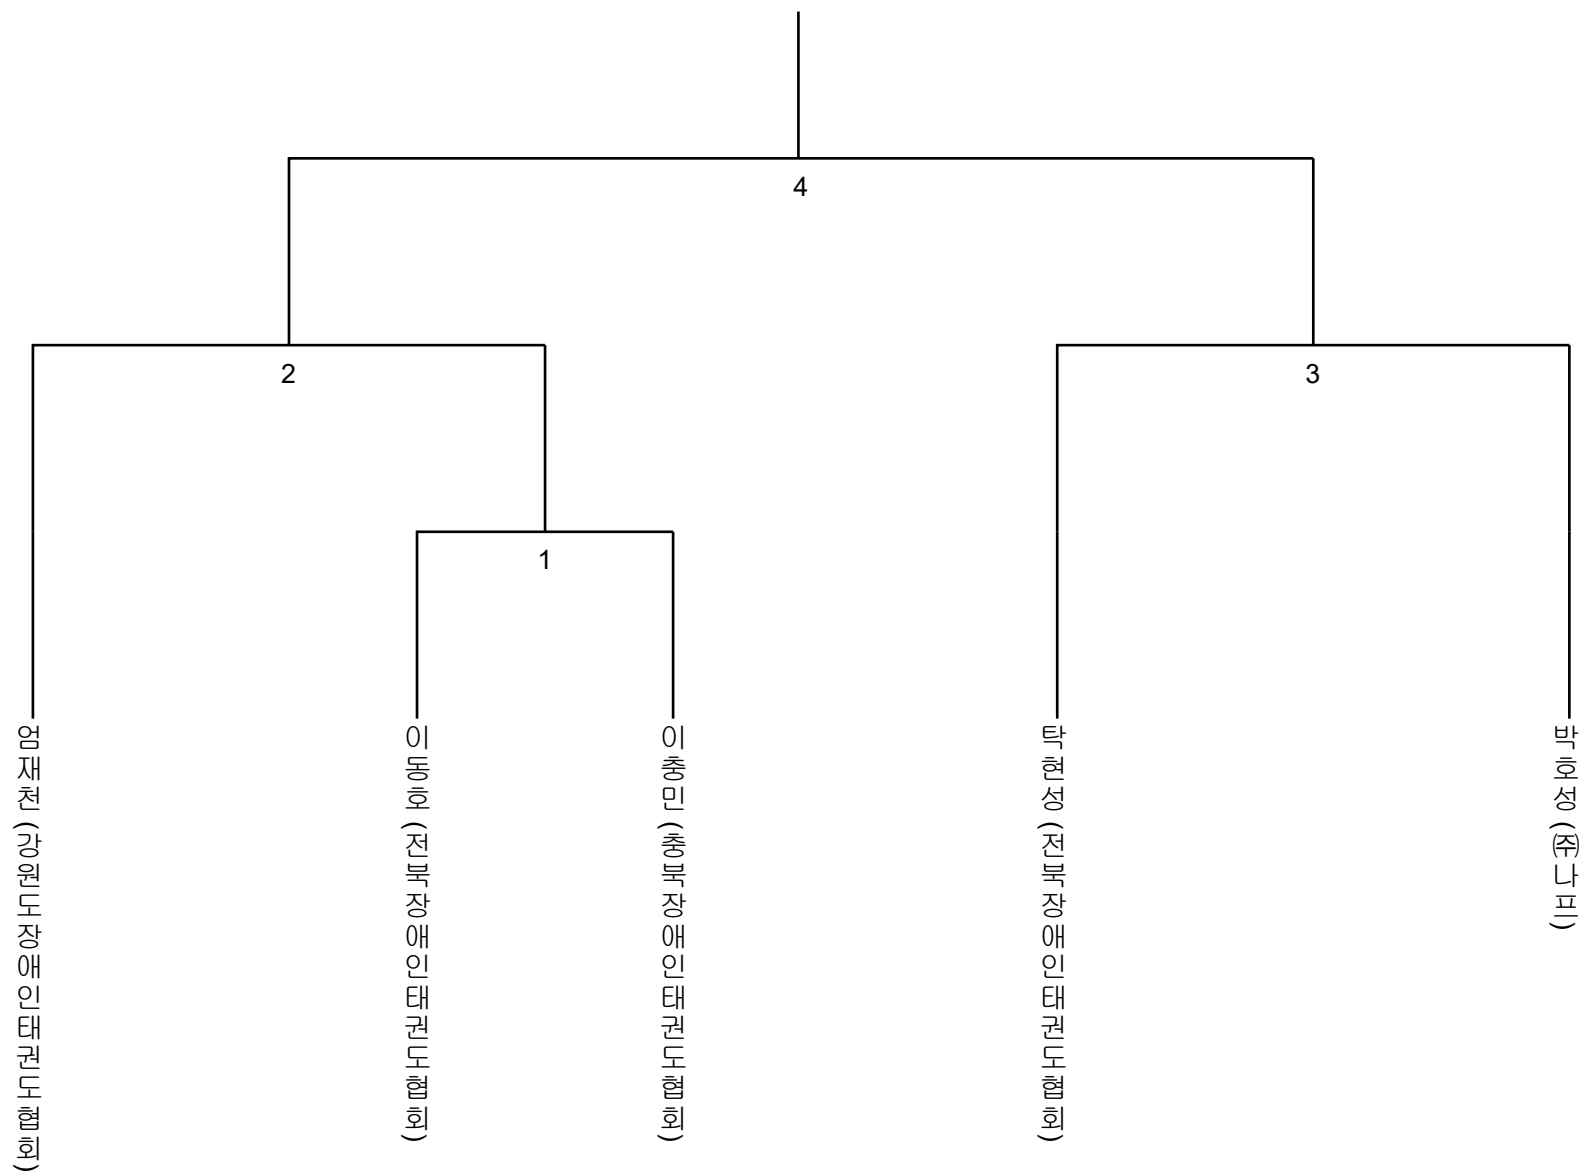 4
2
3
1
엄재천 (강원도장애인태권도협회)
이동호 (전북장애인태권도협회)
이충민 (충북장애인태권도협회)
탁현성 (전북장애인태권도협회)
박호성 (㈜나프)